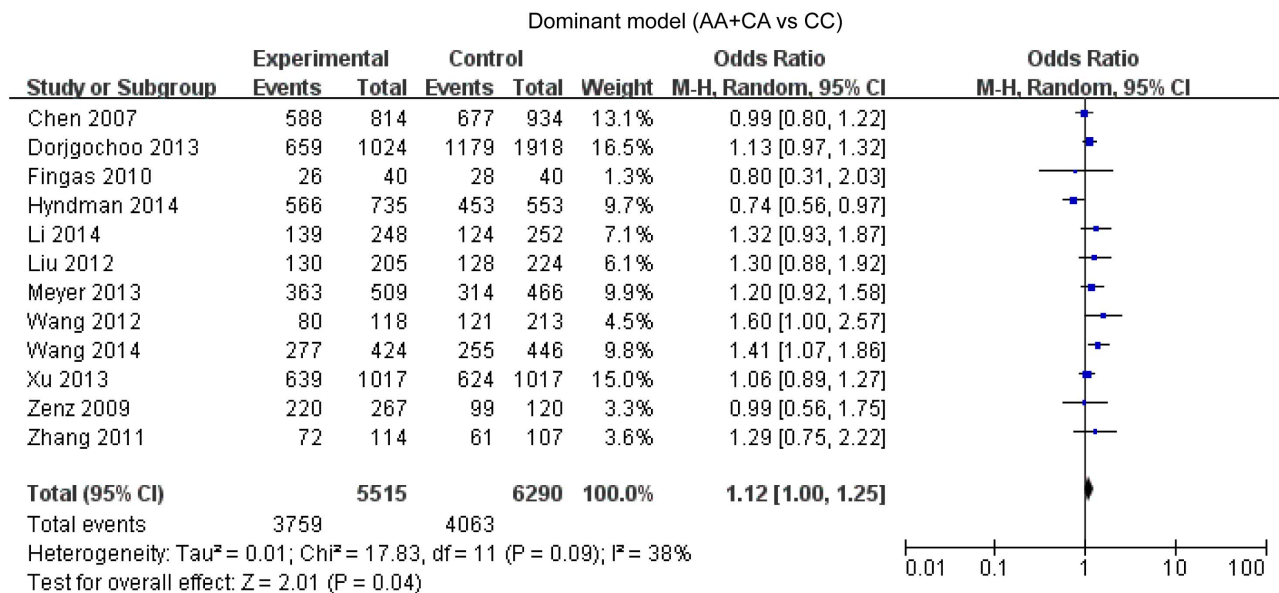 Dominant model (AA+CA vs CC)
Experimental Control Odds Ratio Odds Ratio
Study or Subgroup Events Total Events Total Weight M-H, Random, 95% CI M-H, Random, 95% CI
Chen 2007 588 814 677 934 13.1% 0.99 [0.80, 1.22]
Dorjgochoo 2013 659 1024 1179 1918 16.5% 1.13 [0.97, 1.32]
Fingas 2010 26 40 28 40 1.3% 0.80 [0.31, 2.03]
Hyndman 2014 566 735 453 553 9.7% 0.74 [0.56, 0.97]
Li 2014 139 248 124 252 7.1% 1.32 [0.93, 1.87]
Liu 2012 130 205 128 224 6.1% 1.30 [0.88, 1.92]
Meyer 2013 363 509 314 466 9.9% 1.20 [0.92, 1.58]
Wang 2012 80 118 121 213 4.5% 1.60 [1.00, 2.57]
Wang 2014 277 424 255 446 9.8% 1.41 [1.07, 1.86]
Xu 2013 639 1017 624 1017 15.0% 1.06 [0.89, 1.27]
Zenz 2009 220 267 99 120 3.3% 0.99 [0.56, 1.75]
Zhang 2011 72 114 61 107 3.6% 1.29 [0.75, 2.22]
Total (95% CI) 5515 6290 100.0% 1.12 [1.00, 1.25]
Total events 3759 4063
Heterogeneity: Tau² = 0.01; Chi² = 17.83, df = 11 (P = 0.09); I² = 38%
Test for overall effect: Z = 2.01 (P = 0.04)
0.01 0.1 1 10 100